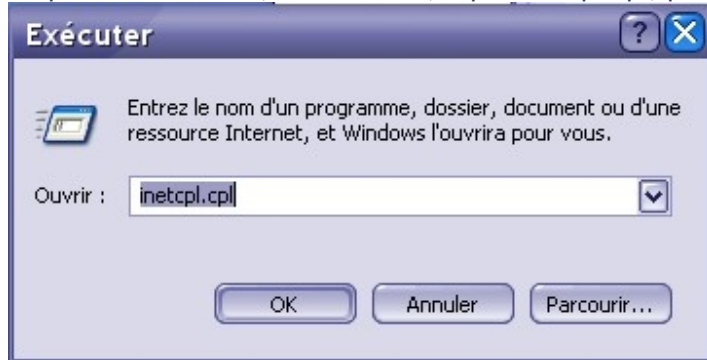 Exécuter
Entrez le nom d'un programme, dossier, document ou d'une
ressource Internet, et Windows l'ouvrira pour vous.
Ouvrir : inetcpl.cpl
OK Annuler Parcourir...